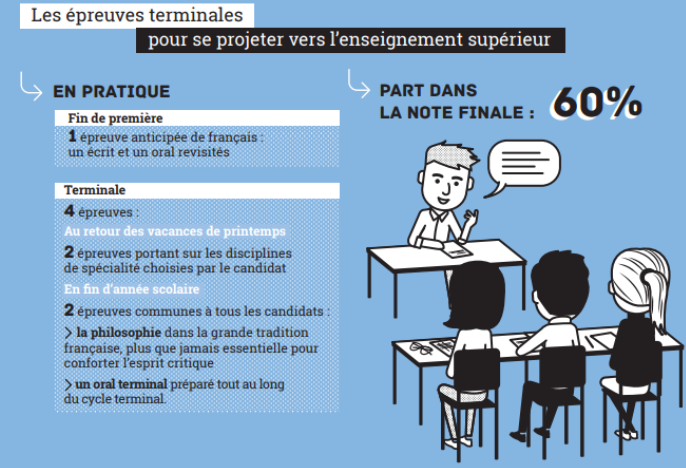 Les épreuves terminales
pour se projeter vers l'enseignement supérieur
EN PRATIQUE
Fin de première
1 épreuve anticipée de français :
un écrit et un oral revisités
Terminale
4 épreuves :
Au retour des vacances de printemps
2 épreuves portant sur les disciplines
de spécialité choisies par le candidat
En fin d'année scolaire
2 épreuves communes à tous les candidats :
> la philosophie dans la grande tradition
française, plus que jamais essentielle pour
conforter l'esprit critique
> un oral terminal préparé tout au long
du cycle terminal.
PART DANS
LA NOTE FINALE : 60%